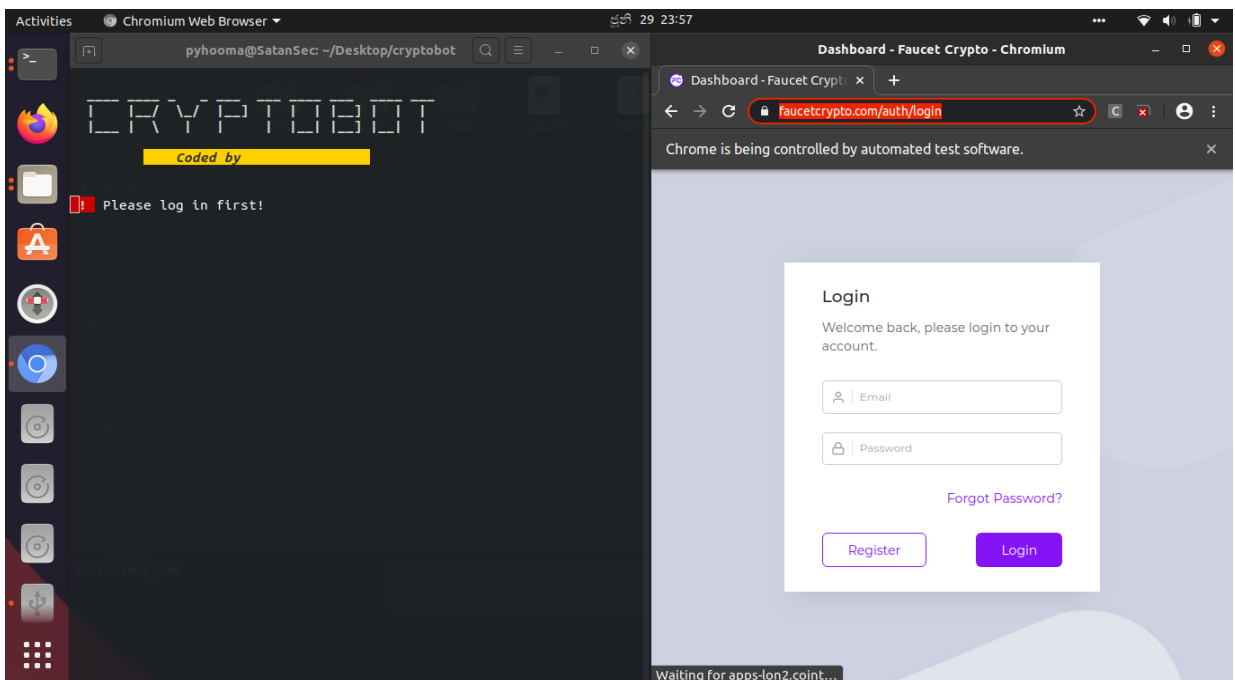 Activities
Chromium Web Browser
ජුනි 29 23:57
pyhooma@SatanSec: ~/Desktop/cryptobot
CRYPTOBOT
Coded by
! Please log in first!
Broadband2_files
Dashboard - Faucet Crypto - Chromium
Dashboard - Faucet Crypto
faucetcrypto.com/auth/login
Chrome is being controlled by automated test software.
Login
Welcome back, please login to your
account.
Email
Password
Forgot Password?
Register
Login
Waiting for apps-lon2.coint...